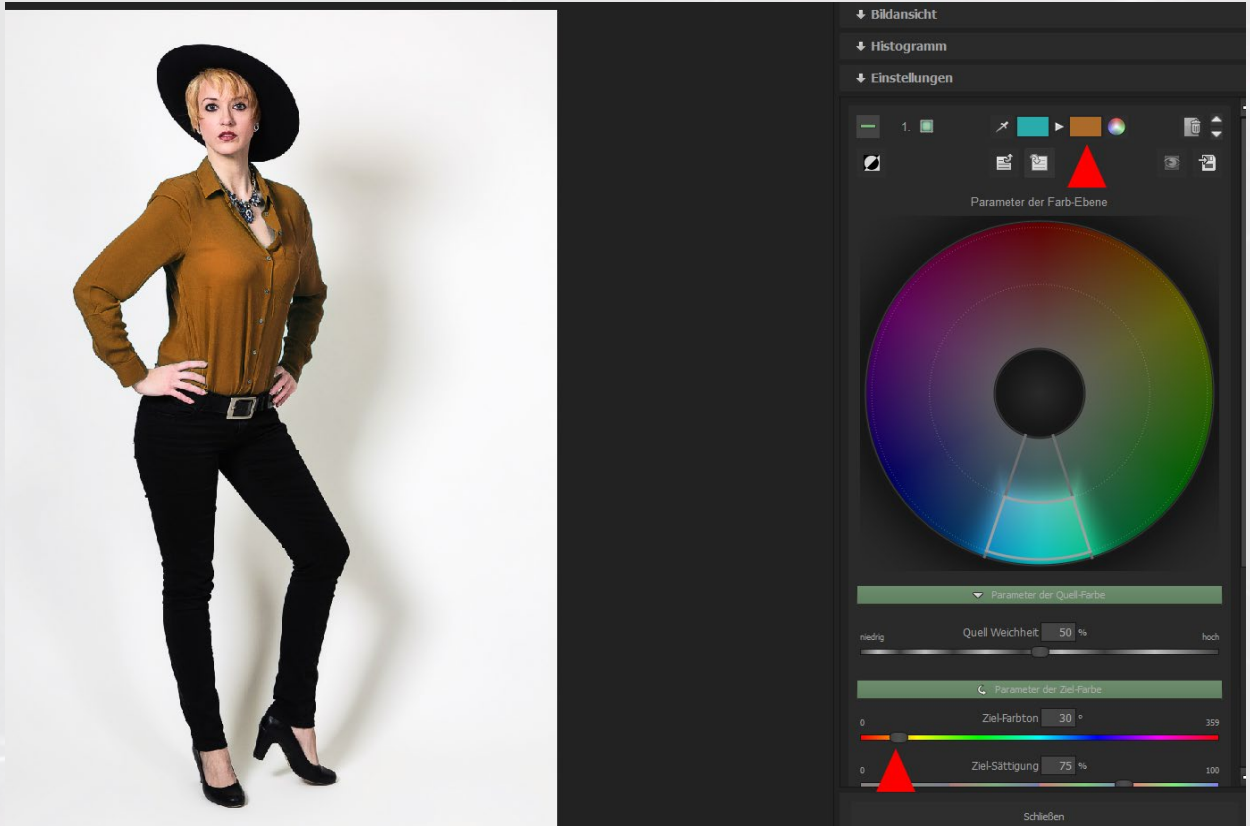 Bildansicht
Histogramm
Einstellungen
1.
Parameter der Farb-Ebene
Parameter der Quell-Farbe
Quell Weichheit 50 %
niedrig hoch
Parameter der Ziel-Farbe
Ziel-Farbton 30 °
0 359
Ziel-Sättigung 75 %
0 100
Schließen